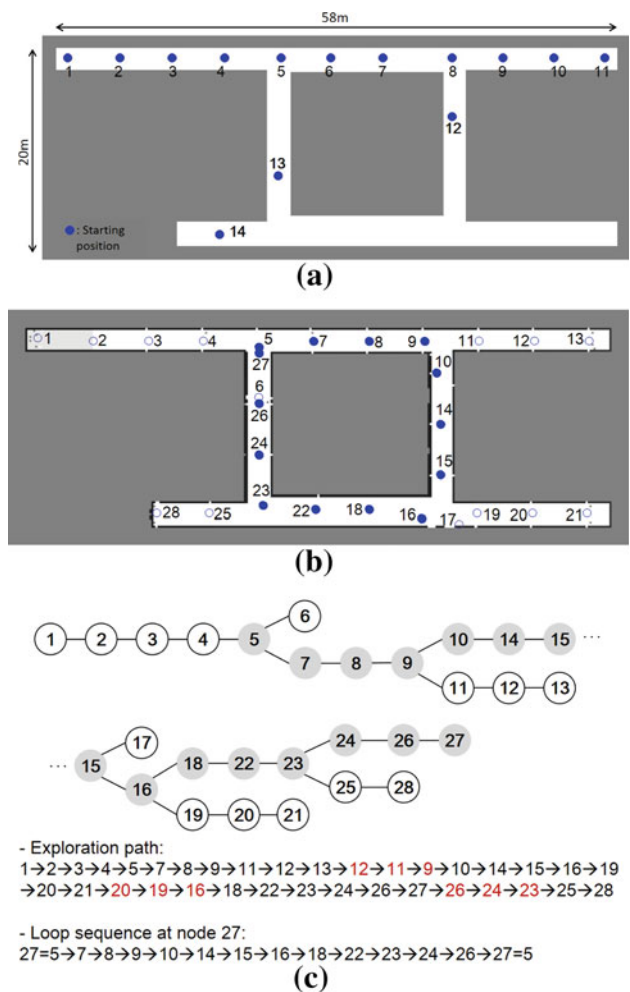 58m
20m
1 2 3 4 5 6 7 8 9 10 11
12
13
14
: Starting position
(a)
1 2 3 4 5 7 8 9 11 12 13
27
10
6
26
14
24
15
23
28 25 22 18 16 17 19 20 21
(b)
6
1 2 3 4 5 10 14 15 ...
7 8 9
11 12 13
17 24 26 27
... 15 18 22 23
16 25 28
19 20 21
- Exploration path:
1→2→3→4→5→7→8→9→11→12→13→12→11→9→10→14→15→16→19
→20→21→20→19→16→18→22→23→24→26→27→26→24→23→25→28
- Loop sequence at node 27:
27=5→7→8→9→10→14→15→16→18→22→23→24→26→27=5
(c)